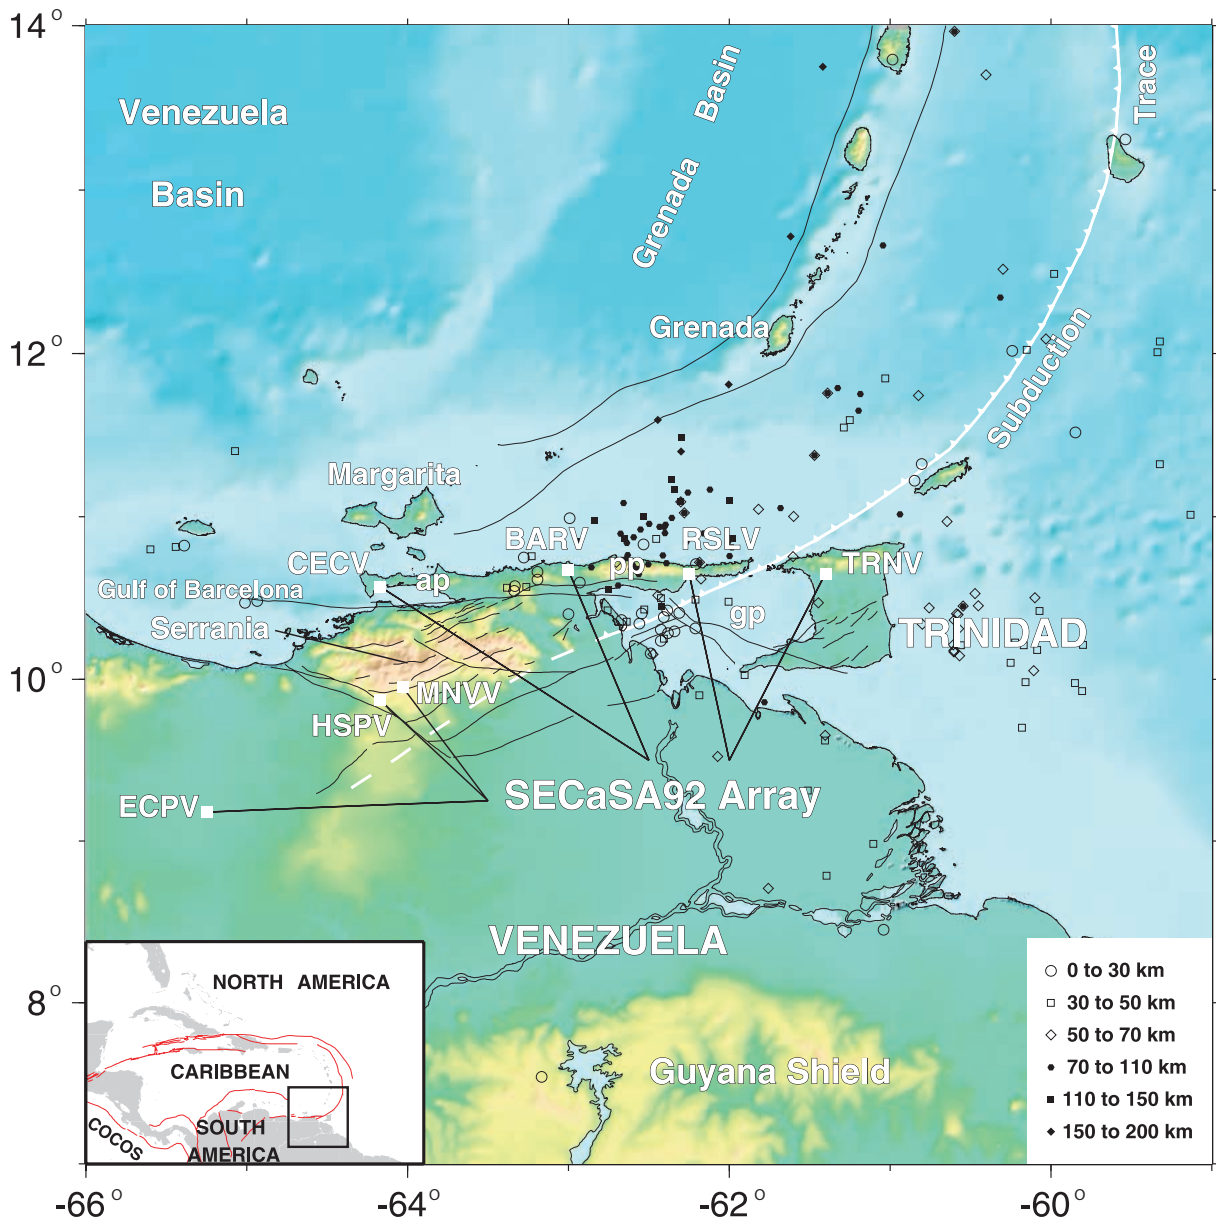 14°
12°
10°
8°
-66°
-64°
-62°
-60°
Venezuela
Basin
Grenada
Basin
Trace
Subduction
Grenada
Margarita
BARV
RSLV
CECV
ap
pp
TRNV
Gulf of Barcelona
gp
Serrania
TRINIDAD
MNVV
HSPV
ECPV
SECaSA92 Array
VENEZUELA
Guyana Shield
NORTH AMERICA
CARIBBEAN
COCOS
SOUTH
AMERICA
0 to 30 km
30 to 50 km
50 to 70 km
70 to 110 km
110 to 150 km
150 to 200 km